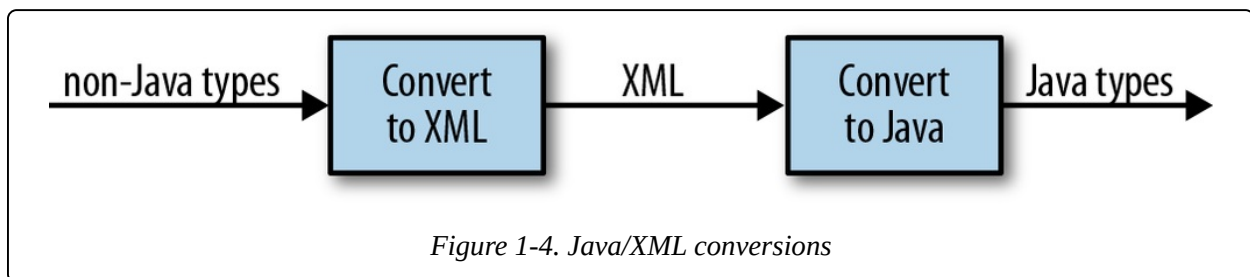 non-Java types
Convert
to XML
XML
Convert
to Java
Java types
Figure 1-4. Java/XML conversions